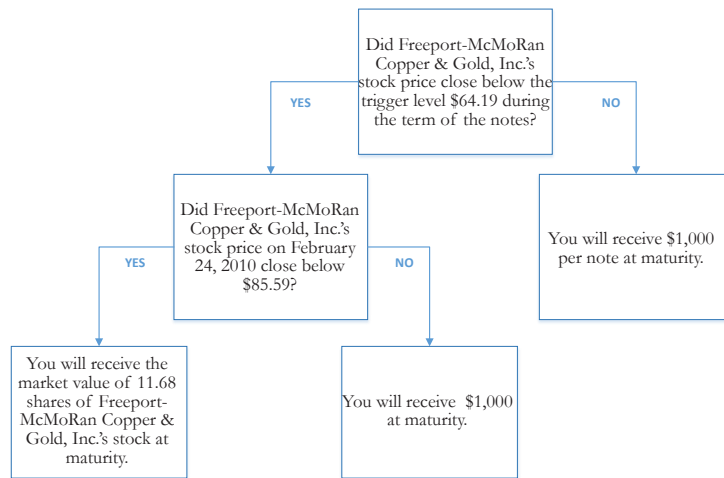 Did Freeport-McMoRan
Copper & Gold, Inc.'s
stock price close below the
trigger level $64.19 during
the term of the notes?
YES
NO
Did Freeport-McMoRan
Copper & Gold, Inc.'s
stock price on February
24, 2010 close below
$85.59?
You will receive $1,000
per note at maturity.
YES
NO
You will receive the
market value of 11.68
shares of Freeport-
McMoRan Copper &
Gold, Inc.'s stock at
maturity.
You will receive $1,000
at maturity.